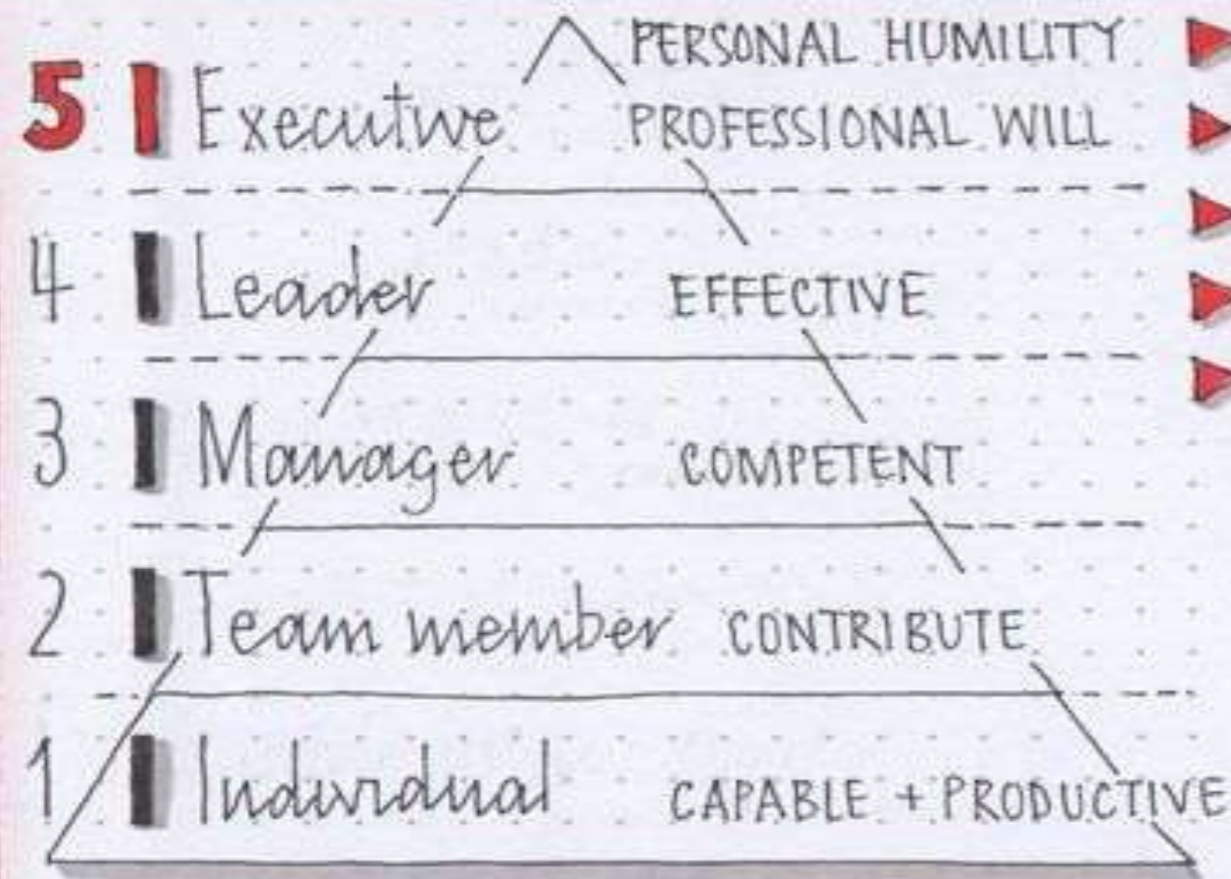 PERSONAL HUMILITY
5 Executive PROFESSIONAL WILL
4 Leader EFFECTIVE
3 Manager COMPETENT
2 Team member CONTRIBUTE
1 Individual CAPABLE + PRODUCTIVE